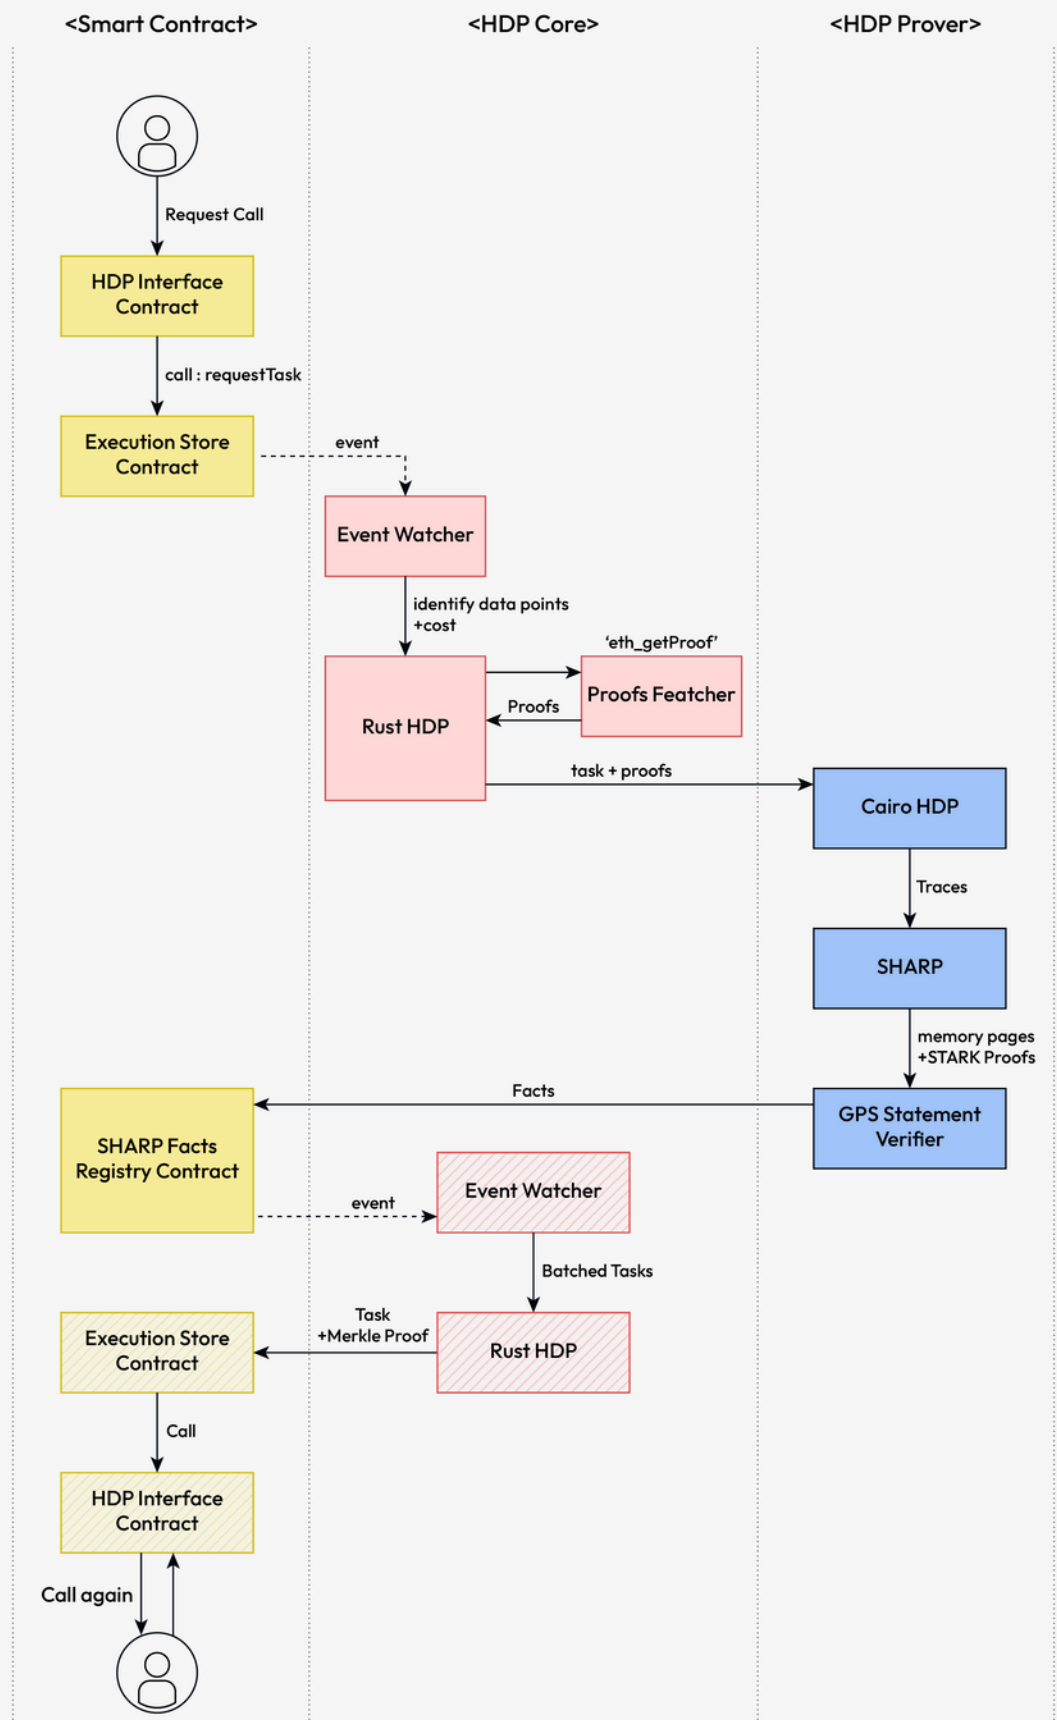 <Smart Contract>
<HDP Core>
<HDP Prover>
Request Call
HDP Interface
Contract
call : requestTask
Execution Store
Contract
event
Event Watcher
identify data points
+cost
‘eth_getProof’
Rust HDP
Proofs Featcher
Proofs
task + proofs
Cairo HDP
Traces
SHARP
memory pages
+STARK Proofs
Facts
GPS Statement
Verifier
SHARP Facts
Registry Contract
event
Event Watcher
Batched Tasks
Task
+Merkle Proof
Execution Store
Contract
Rust HDP
Call
HDP Interface
Contract
Call again